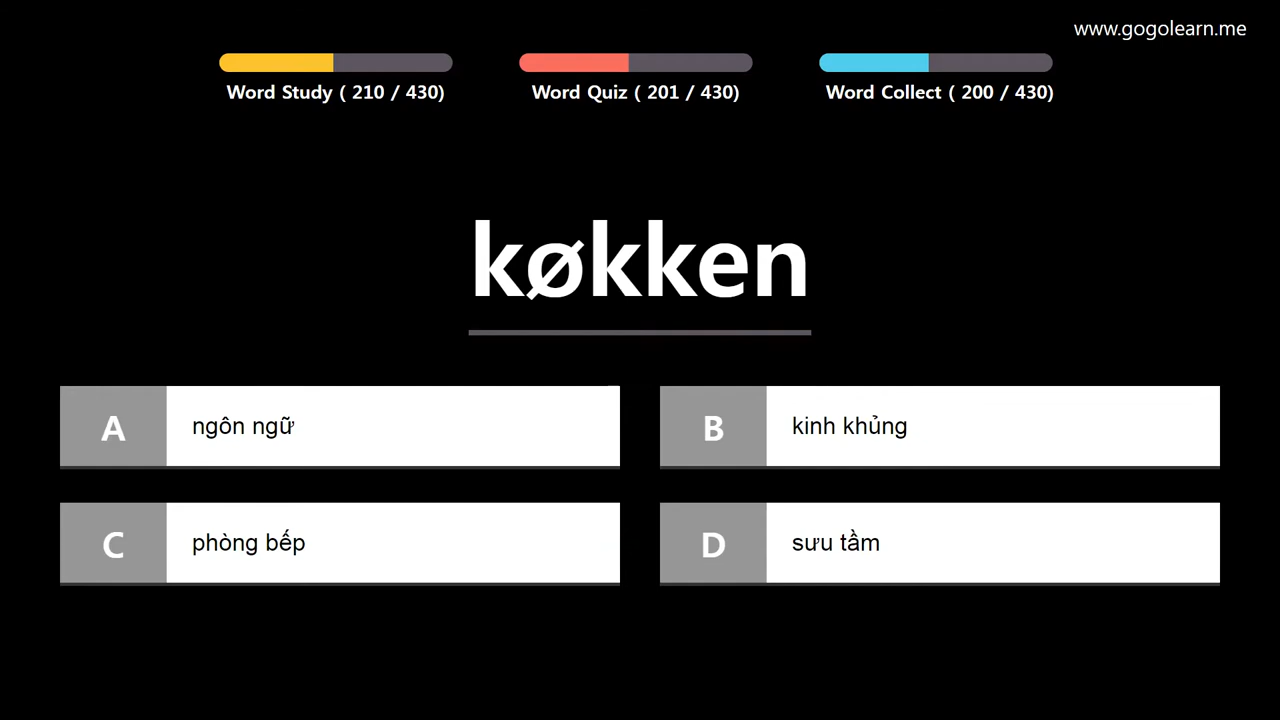 www.gogolearn.me
Word Study ( 210 / 430)
Word Quiz ( 201 / 430)
Word Collect ( 200 / 430)
køkken
A ngôn ngữ
B kinh khủng
C phòng bếp
D sưu tầm